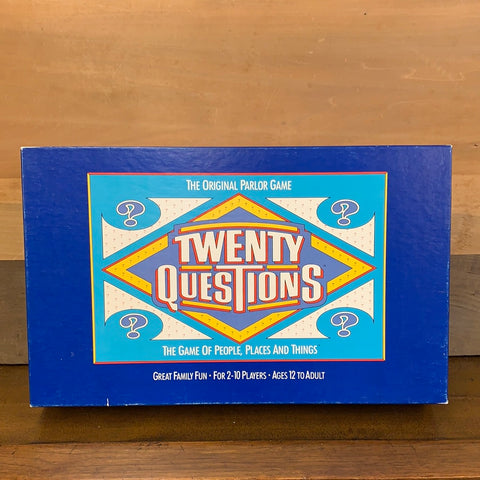 THE ORIGINAL PARLOR GAME
?
?
TWENTY
QUESTIONS
?
?
THE GAME OF PEOPLE, PLACES AND THINGS
GREAT FAMILY FUN • FOR 2-10 PLAYERS • AGES 12 TO ADULT